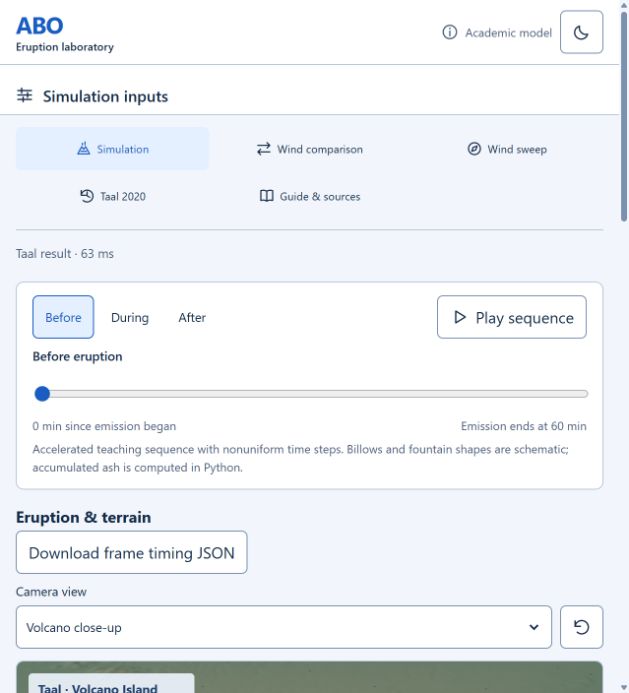 ABO
Eruption laboratory
Academic model
Simulation inputs
Simulation
Wind comparison
Wind sweep
Taal 2020
Guide & sources
Taal result · 63 ms
Before
During
After
Play sequence
Before eruption
0 min since emission began
Emission ends at 60 min
Accelerated teaching sequence with nonuniform time steps. Billows and fountain shapes are schematic;
accumulated ash is computed in Python.
Eruption & terrain
Download frame timing JSON
Camera view
Volcano close-up
Taal · Volcano Island